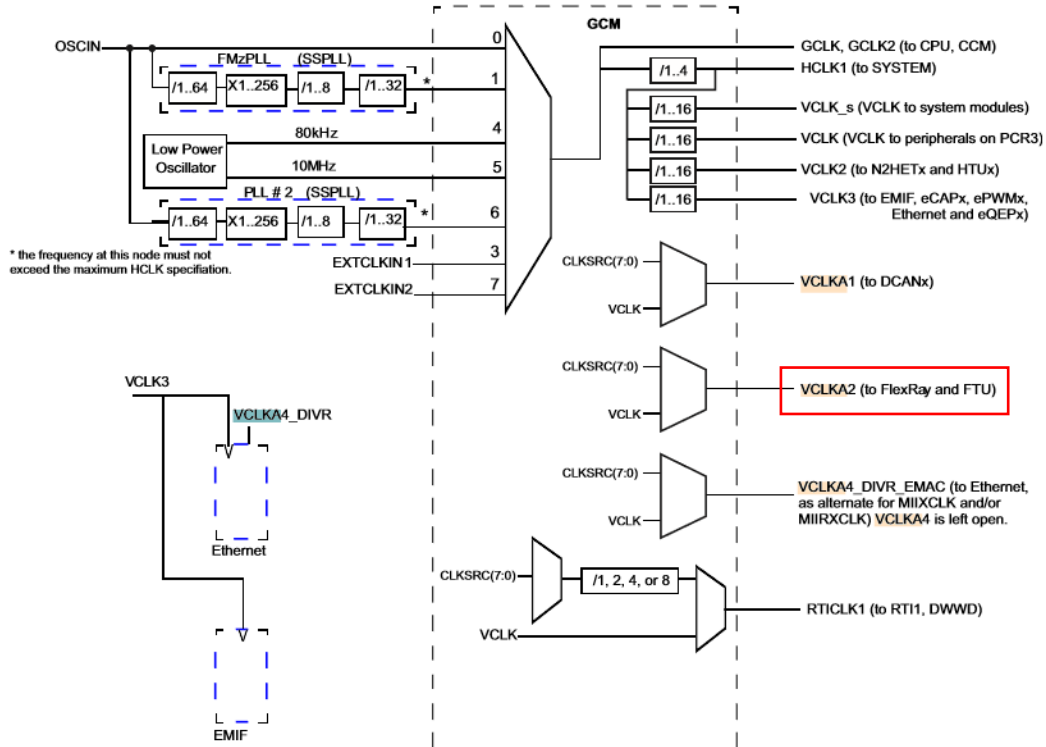 GCM
OSCIN
0
GCLK, GCLK2 (to CPU, CCM)
FMzPLL (SSPLL)
/1..64
X1..256
/1..8
/1..32
*
1
/1..4
HCLK1 (to SYSTEM)
/1..16
VCLK_s (VCLK to system modules)
80kHz
4
/1..16
VCLK (VCLK to peripherals on PCR3)
Low Power
Oscillator
10MHz
5
/1..16
VCLK2 (to N2HETx and HTUx)
PLL # 2 (SSPLL)
/1..64
X1..256
/1..8
/1..32
*
6
/1..16
VCLK3 (to EMIF, eCAPx, ePWMx,
Ethernet and eQEPx)
* the frequency at this node must not
exceed the maximum HCLK specifiation.
EXTCLKIN1
3
EXTCLKIN2
7
CLKSRC(7:0)
VCLK
VCLKA1 (to DCANx)
CLKSRC(7:0)
VCLK
VCLKA2 (to FlexRay and FTU)
VCLK3
VCLKA4_DIVR
Ethernet
CLKSRC(7:0)
VCLK
VCLKA4_DIVR_EMAC (to Ethernet,
as alternate for MIIXCLK and/or
MIIRXCLK) VCLKA4 is left open.
CLKSRC(7:0)
/1, 2, 4, or 8
VCLK
RTICLK1 (to RTI1, DWWD)
EMIF